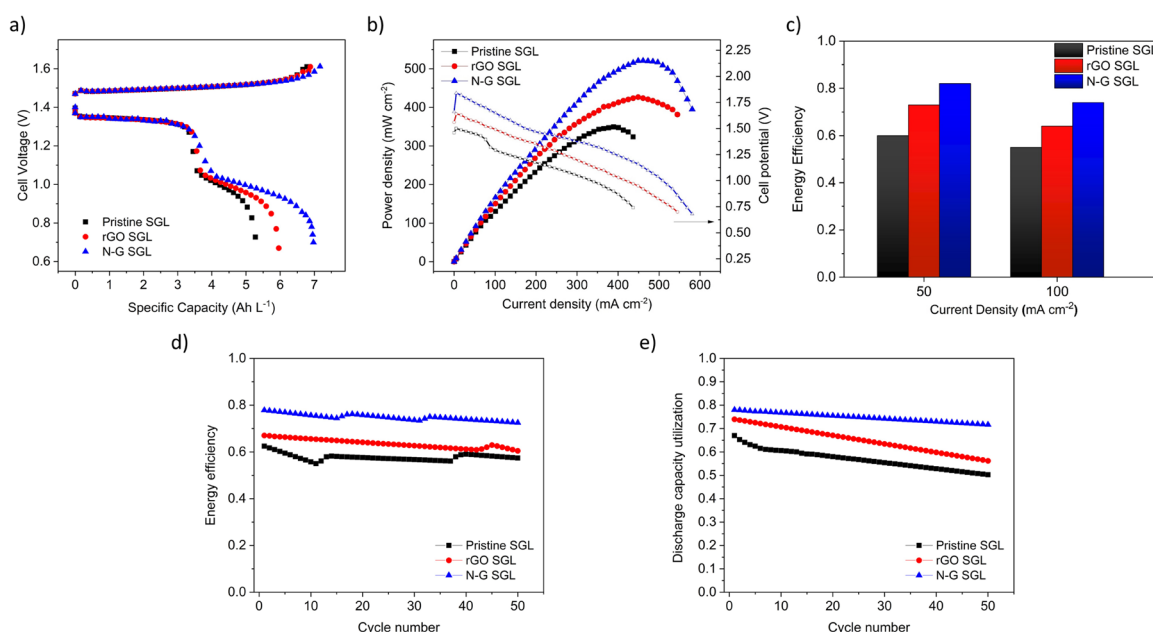 a)
1.6
1.4
1.2
1.0
0.8
0.6
Cell Voltage (V)
Pristine SGL
rGO SGL
N-G SGL
0 1 2 3 4 5 6 7
Specific Capacity (Ah L⁻¹)
b)
Pristine SGL
rGO SGL
N-G SGL
500
400
300
200
100
0
Power density (mW cm⁻²)
2.25
2.00
1.75
1.50
1.25
1.00
0.75
0.50
0.25
Cell potential (V)
0 100 200 300 400 500 600
Current density (mA cm⁻²)
c)
Pristine SGL
rGO SGL
N-G SGL
1.0
0.8
0.6
0.4
0.2
0.0
Energy Efficiency
50 100
Current Density (mA cm⁻²)
d)
1.0
0.8
0.6
0.4
0.2
0.0
Energy efficiency
Pristine SGL
rGO SGL
N-G SGL
0 10 20 30 40 50
Cycle number
e)
1.0
0.9
0.8
0.7
0.6
0.5
0.4
0.3
0.2
0.1
0.0
Discharge capacity utilization
Pristine SGL
rGO SGL
N-G SGL
0 10 20 30 40 50
Cycle number